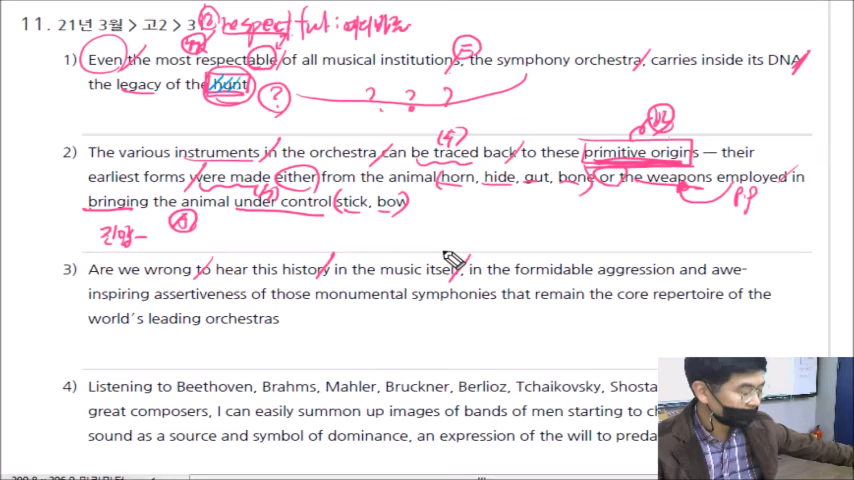 11. 21년 3월 > 고2 > 3
respectful : 예의바른
1) Even the most respectable of all musical institutions, the symphony orchestra, carries inside its DNA
the legacy of the hunt
? ? ? ?
2) The various instruments in the orchestra can be traced back to these primitive origins — their
earliest forms were made either from the animal (horn, hide, gut, bone) or the weapons employed in
p.p
bringing the animal under control (stick, bow)
3) Are we wrong to hear this history in the music itself, in the formidable aggression and awe-
inspiring assertiveness of those monumental symphonies that remain the core repertoire of the
world´s leading orchestras
4) Listening to Beethoven, Brahms, Mahler, Bruckner, Berlioz, Tchaikovsky, Shosta
great composers, I can easily summon up images of bands of men starting to ch
sound as a source and symbol of dominance, an expression of the will to preda